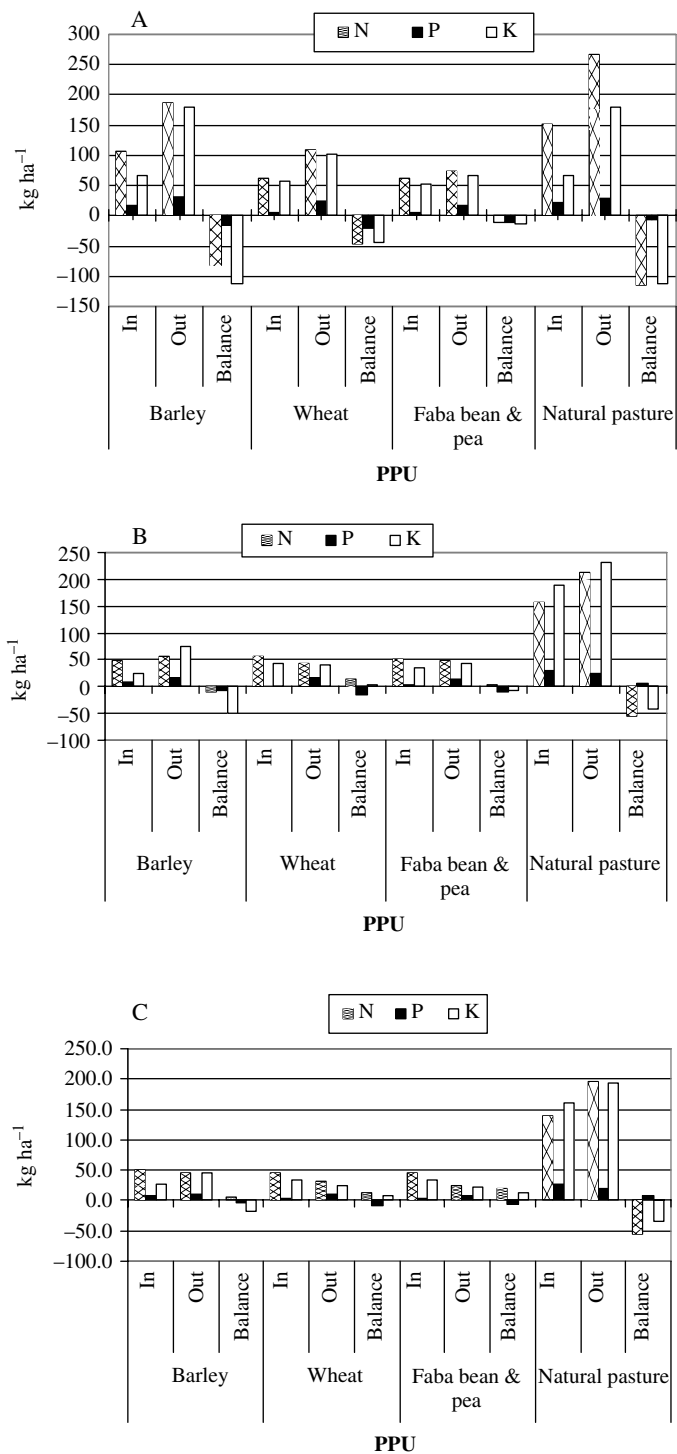 A
N P K
300
250
200
150
100
50
0
−50
−100
−150
kg ha⁻¹
In Out Balance In Out Balance In Out Balance In Out Balance
Barley Wheat Faba bean & pea Natural pasture
PPU
B
N P K
250
200
150
100
50
0
−50
−100
kg ha⁻¹
In Out Balance In Out Balance In Out Balance In Out Balance
Barley Wheat Faba bean & pea Natural pasture
PPU
C
N P K
250.0
200.0
150.0
100.0
50.0
0.0
−50.0
−100.0
kg ha⁻¹
In Out Balance In Out Balance In Out Balance In Out Balance
Barley Wheat Faba bean & pea Natural pasture
PPU